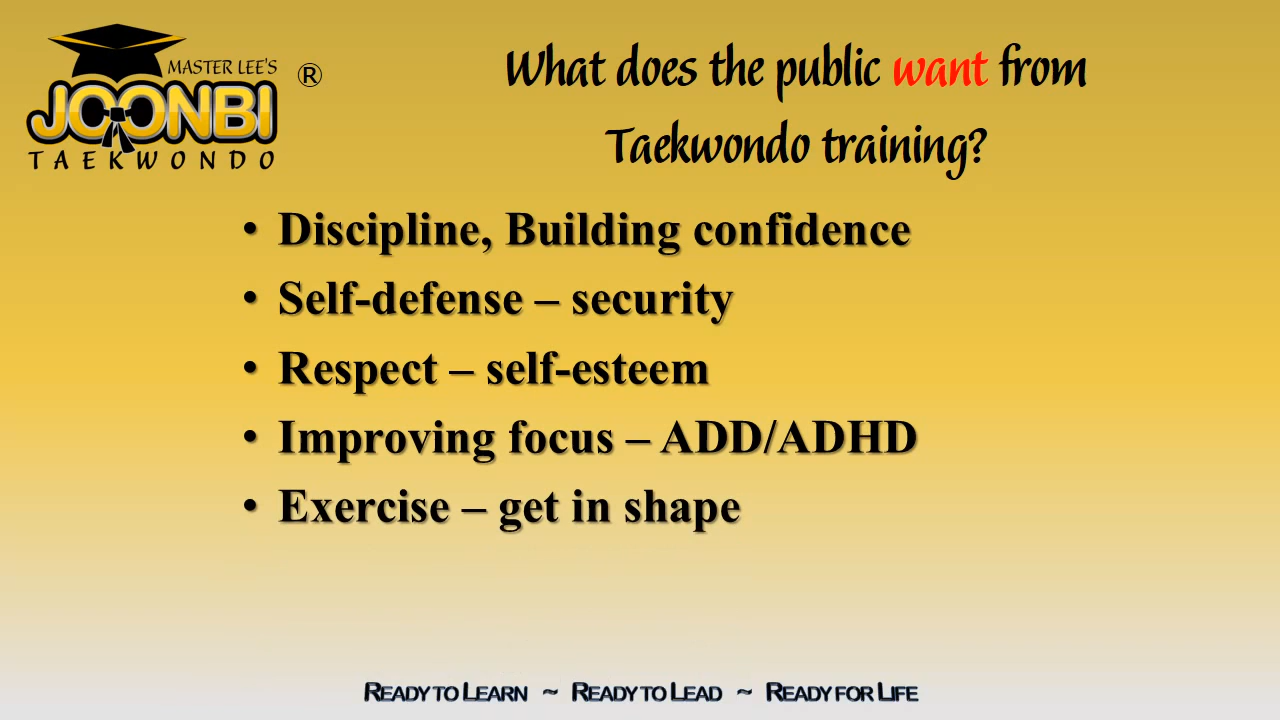 MASTER LEE'S
JOONBI
TAEKWONDO
®
What does the public want from
Taekwondo training?
• Discipline, Building confidence
• Self-defense – security
• Respect – self-esteem
• Improving focus – ADD/ADHD
• Exercise – get in shape
READY TO LEARN ~ READY TO LEAD ~ READY FOR LIFE